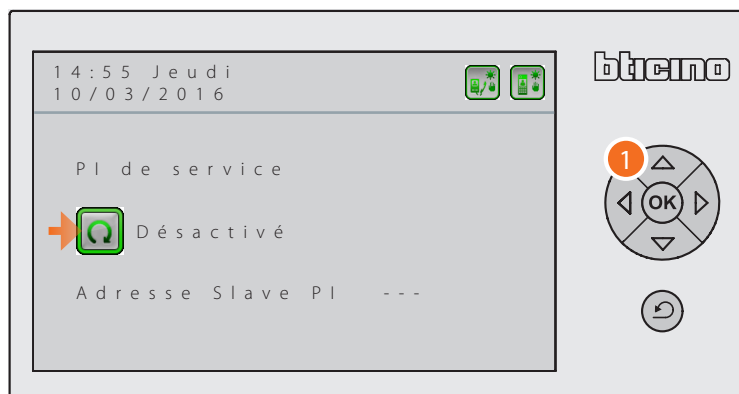 14:55 Jeudi
10/03/2016
bticino
PI de service
Désactivé
Adresse Slave PI ---
1
OK